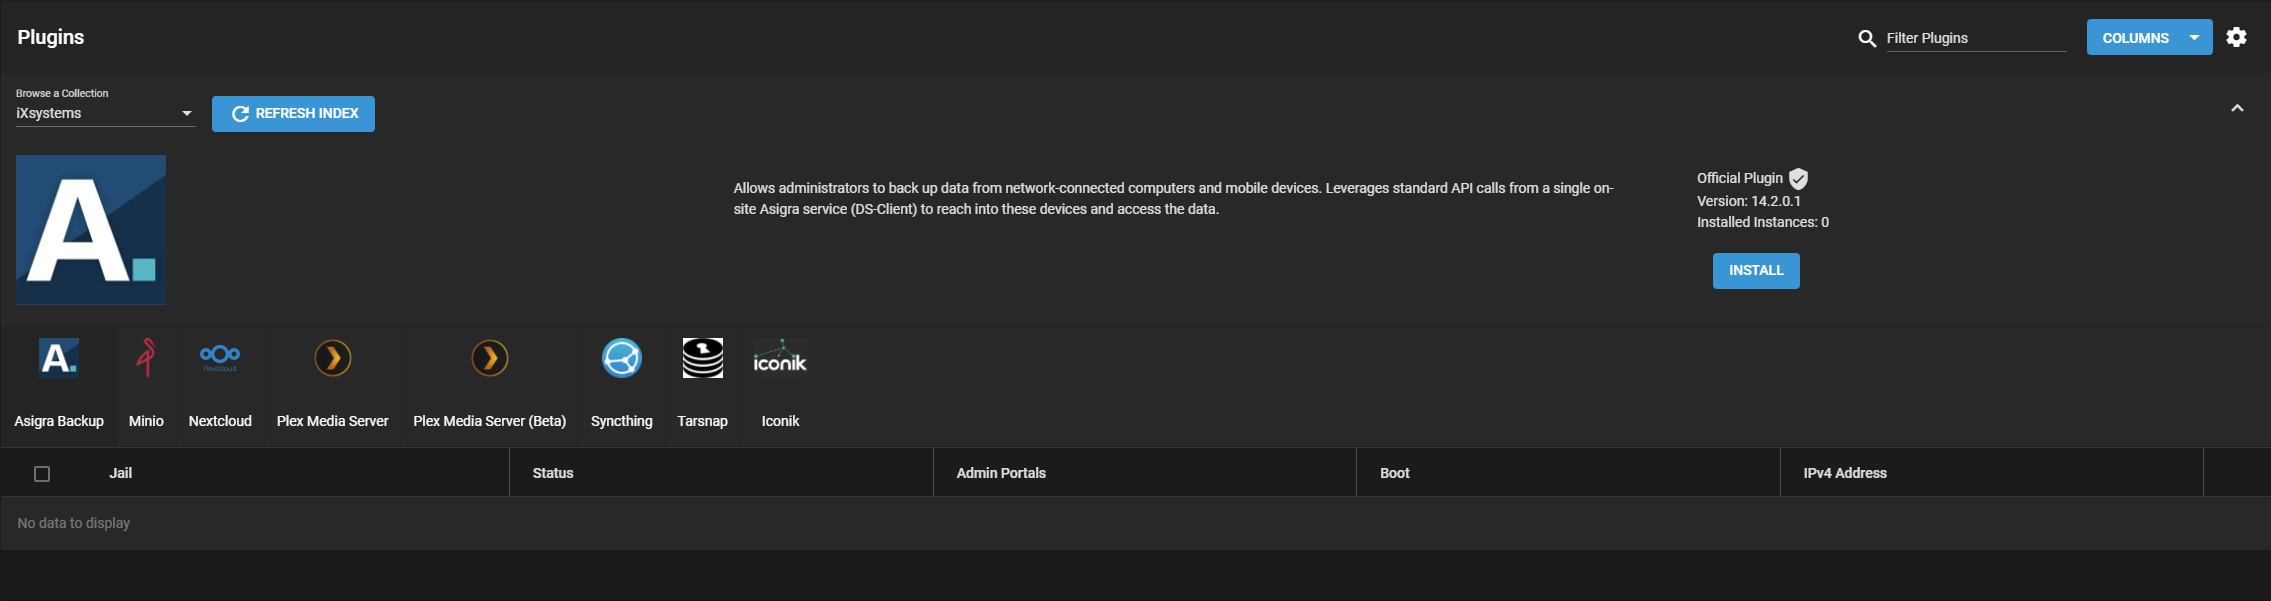 Plugins
Filter Plugins
COLUMNS
Browse a Collection
iXsystems
REFRESH INDEX
A.
Allows administrators to back up data from network-connected computers and mobile devices. Leverages standard API calls from a single on-
site Asigra service (DS-Client) to reach into these devices and access the data.
Official Plugin
Version: 14.2.0.1
Installed Instances: 0
INSTALL
A.
Nextcloud
iconik
Asigra Backup
Minio
Nextcloud
Plex Media Server
Plex Media Server (Beta)
Syncthing
Tarsnap
Iconik
Jail
Status
Admin Portals
Boot
IPv4 Address
No data to display